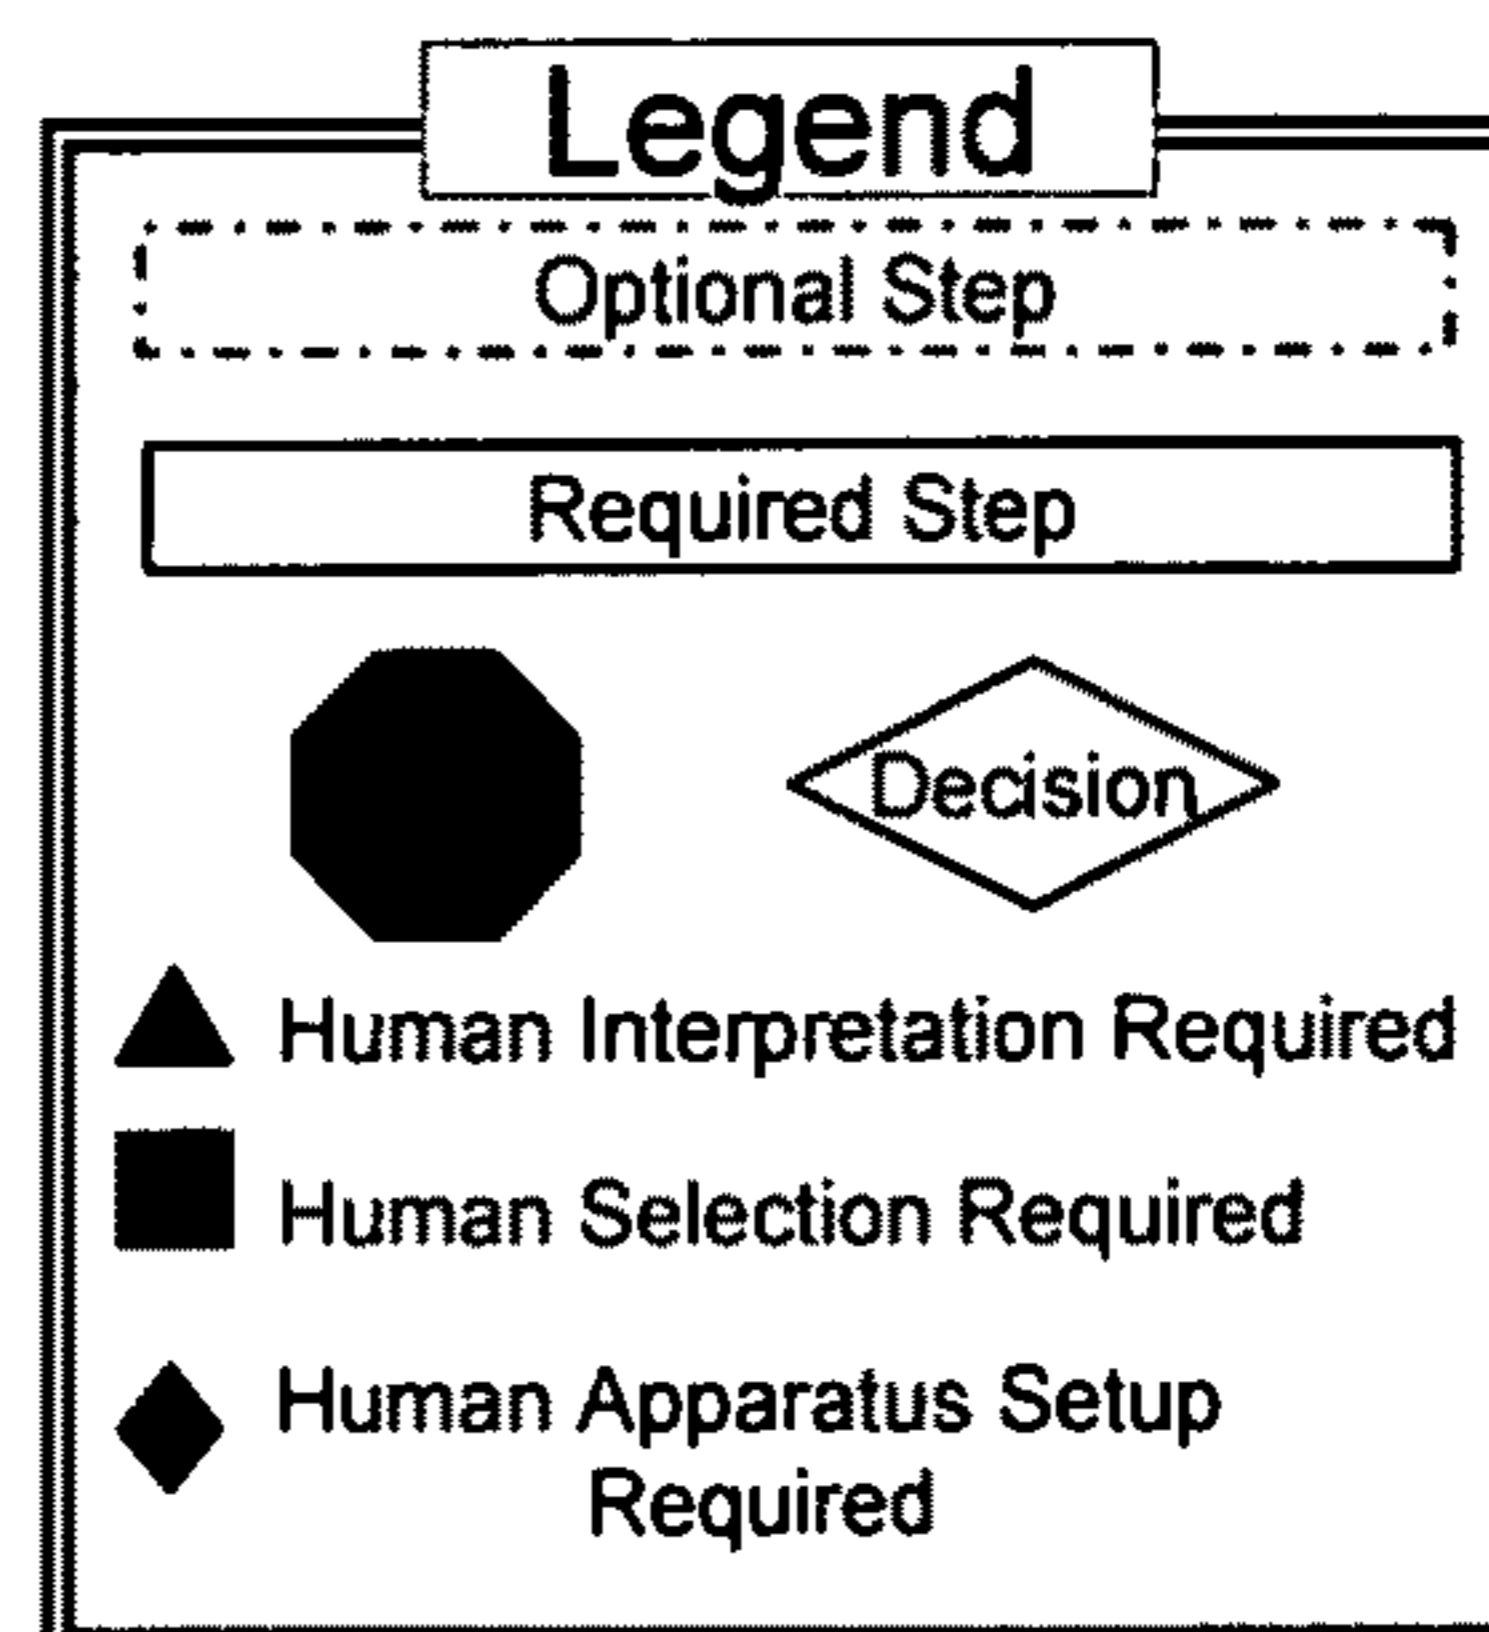 Legend
Optional Step
Required Step
Decision
Human Interpretation Required
Human Selection Required
Human Apparatus Setup
Required